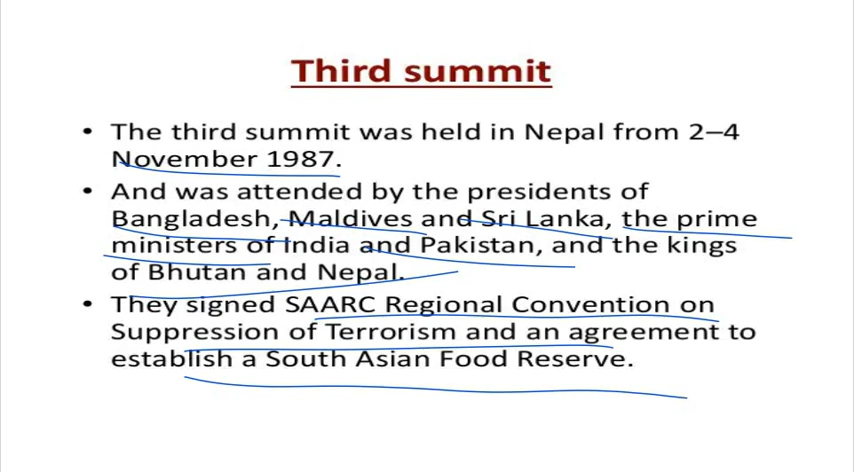 Third summit
• The third summit was held in Nepal from 2–4
November 1987.
• And was attended by the presidents of
Bangladesh, Maldives and Sri Lanka, the prime
ministers of India and Pakistan, and the kings
of Bhutan and Nepal.
• They signed SAARC Regional Convention on
Suppression of Terrorism and an agreement to
establish a South Asian Food Reserve.